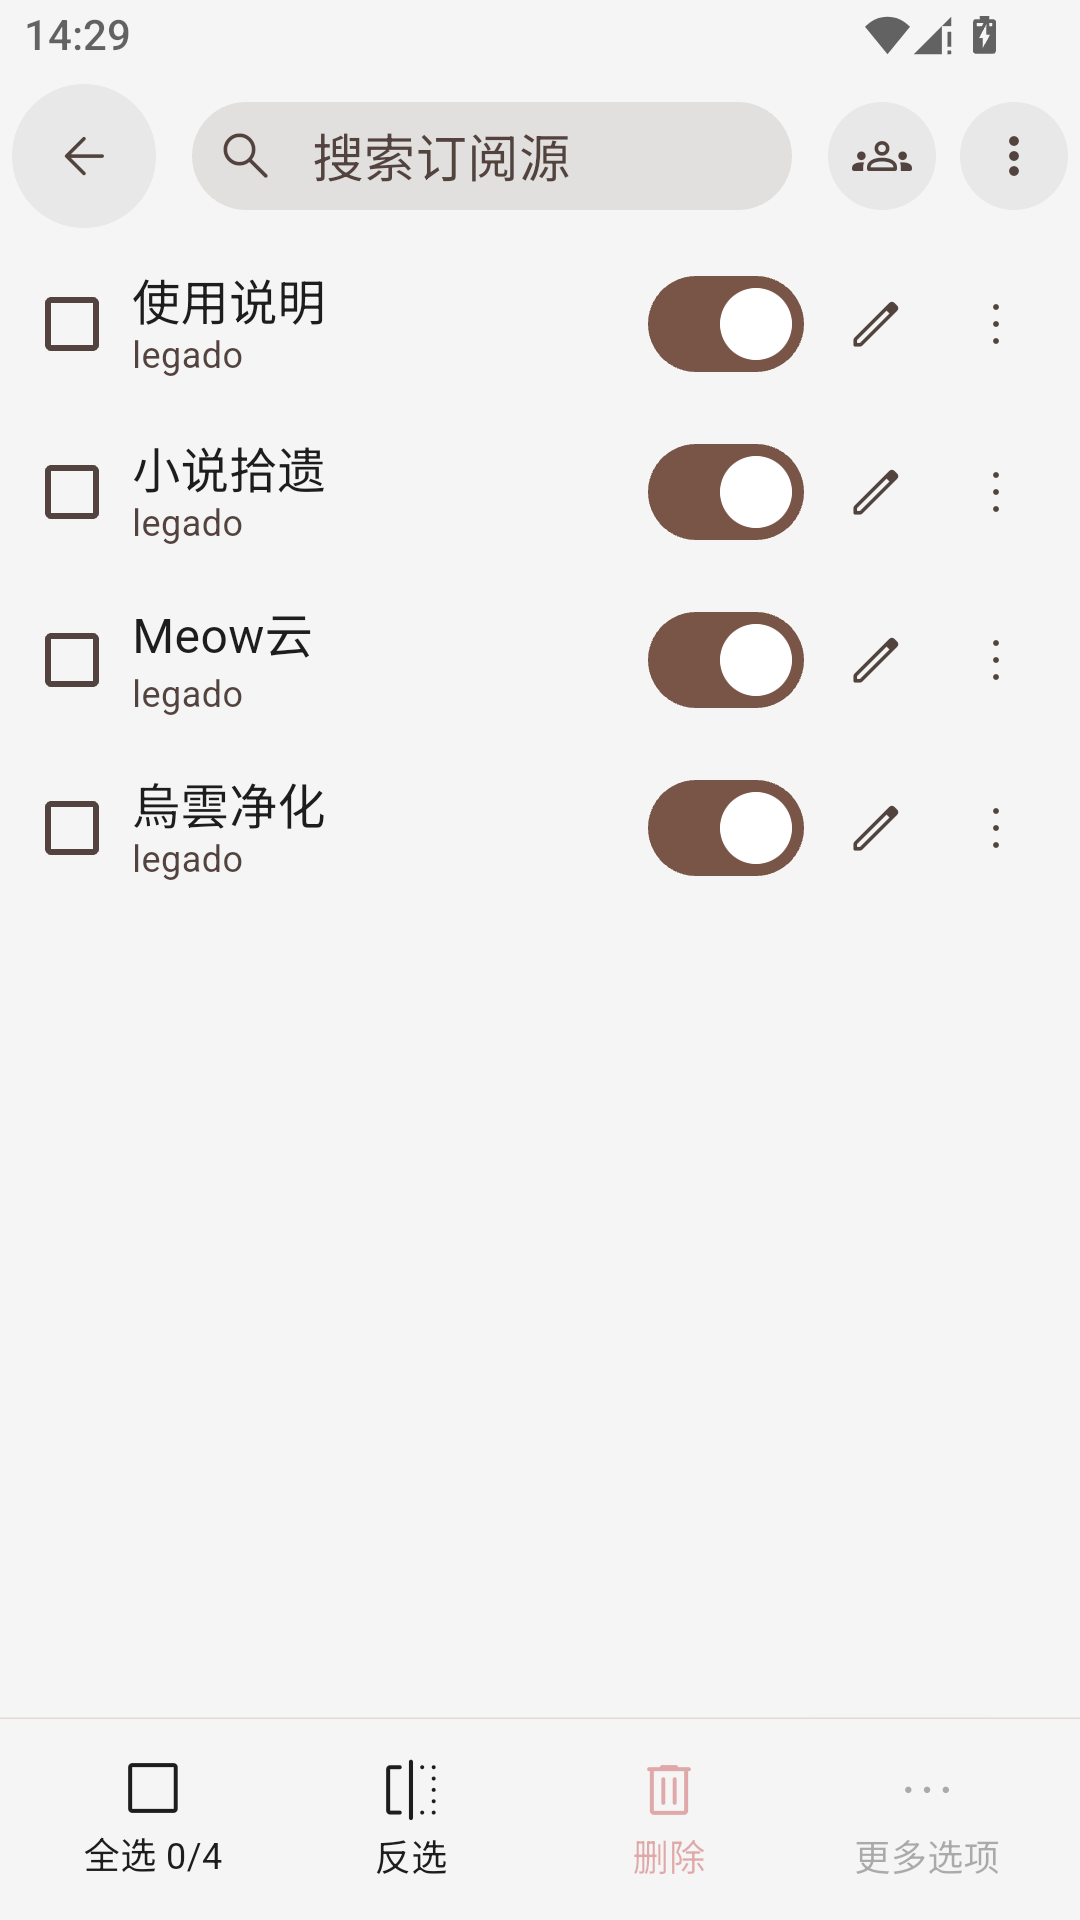 14:29
搜索订阅源
使用说明
legado
小说拾遗
legado
Meow云
legado
烏雲净化
legado
全选 0/4
反选
删除
更多选项